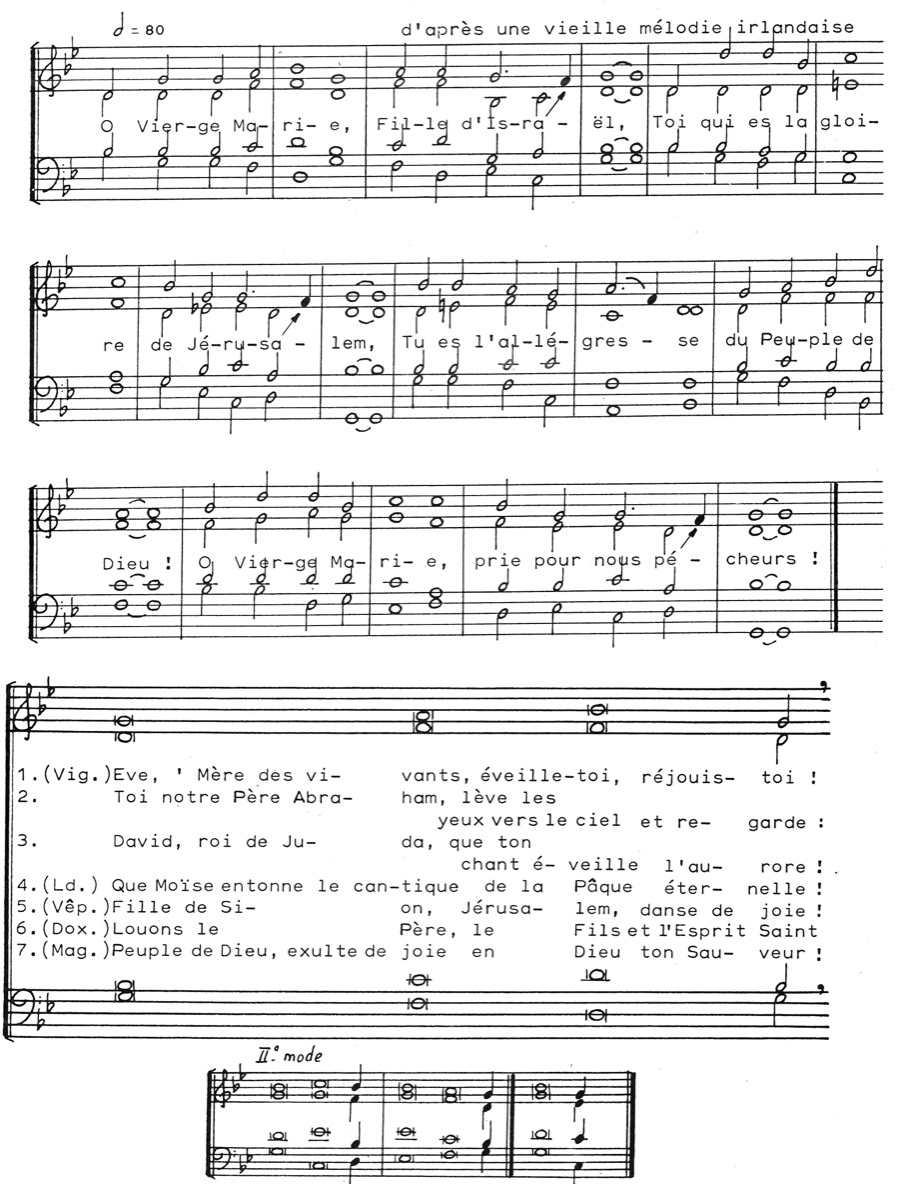 = 80 d'après une vieille mélodie irlandaise
O Vier-ge Ma- ri- e, Fil-le d'Is-ra - ël, Toi qui es la gloi-
re de Jé-ru-sa - lem, Tu es l'al-lé- gres - se du Peu-ple de
Dieu ! O Vier-ge Ma- ri- e, prie pour nous pé - cheurs !
1.(Vig.)Eve, ' Mère des vi- vants, éveille-toi, réjouis- toi !
2. Toi notre Père Abra- ham, lève les
yeux vers le ciel et re- garde :
3. David, roi de Ju- da, que ton
chant é- veille l'au- rore !
4.(Ld.) Que Moïse entonne le can-tique de la Pâque éter- nelle !
5.(Vêp.)Fille de Si- on, Jérusa- lem, danse de joie !
6.(Dox.)Louons le Père, le Fils et l'Esprit Saint
7.(Mag.)Peuple de Dieu, exulte de joie en Dieu ton Sau- veur !
II.e mode